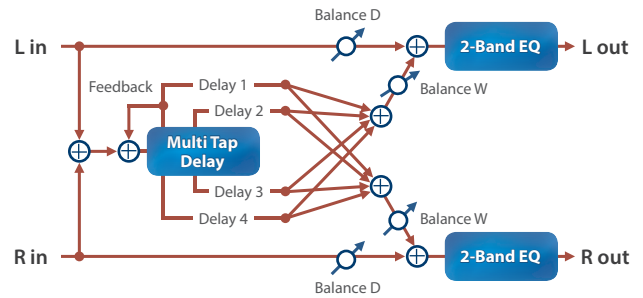 Balance D
L in
2-Band EQ
L out
Feedback
Delay 1
Balance W
Delay 2
Multi Tap
Delay
Delay 3
Delay 4
Balance W
R in
2-Band EQ
R out
Balance D